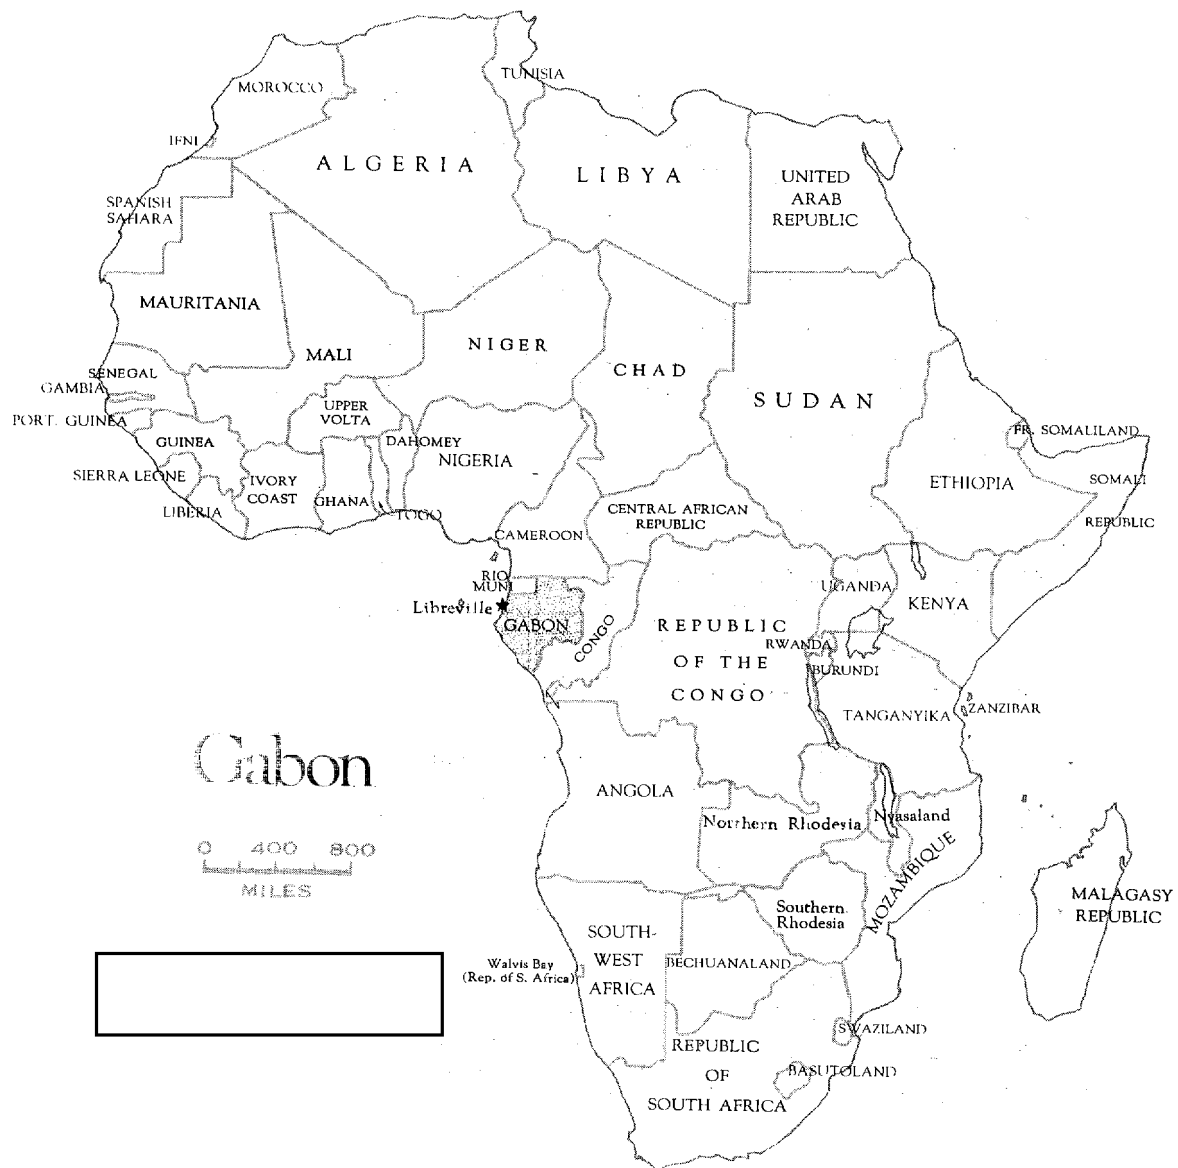 TUNISIA
MOROCCO
IFNI
ALGERIA
LIBYA
UNITED
ARAB
REPUBLIC
SPANISH
SAHARA
MAURITANIA
MALI
NIGER
CHAD
SUDAN
SENEGAL
GAMBIA
PORT. GUINEA
GUINEA
SIERRA LEONE
LIBERIA
IVORY
COAST
UPPER
VOLTA
GHANA
DAHOMEY
TOGO
NIGERIA
FR. SOMALILAND
ETHIOPIA
SOMALI
REPUBLIC
CENTRAL AFRICAN
REPUBLIC
CAMEROON
RIO
MUNI
Libreville
GABON
CONGO
REPUBLIC
OF THE
CONGO
UGANDA
KENYA
RWANDA
BURUNDI
TANGANYIKA
ZANZIBAR
Gabon
0 400 800
MILES
ANGOLA
Northern Rhodesia
Nyasaland
MOZAMBIQUE
Southern
Rhodesia
MALAGASY
REPUBLIC
SOUTH-
WEST
AFRICA
Walvis Bay
(Rep. of S. Africa)
BECHUANALAND
SWAZILAND
BASUTOLAND
REPUBLIC
OF
SOUTH AFRICA